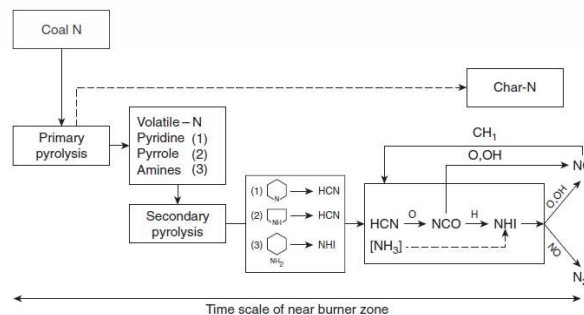 Coal N
Char-N
Primary
pyrolysis
Volatile – N
Pyridine (1)
Pyrrole (2)
Amines (3)
Secondary
pyrolysis
(1) N HCN
(2) NH HCN
(3) NH2 NHI
CH1
O,OH
HCN O NCO H NHI
[NH3]
O,OH
NO
N2
Time scale of near burner zone